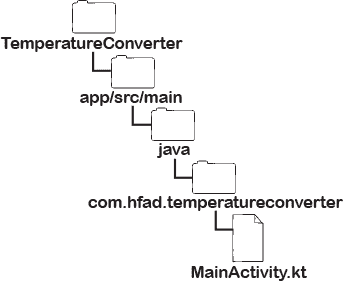 TemperatureConverter
app/src/main
java
com.hfad.temperatureconverter
MainActivity.kt